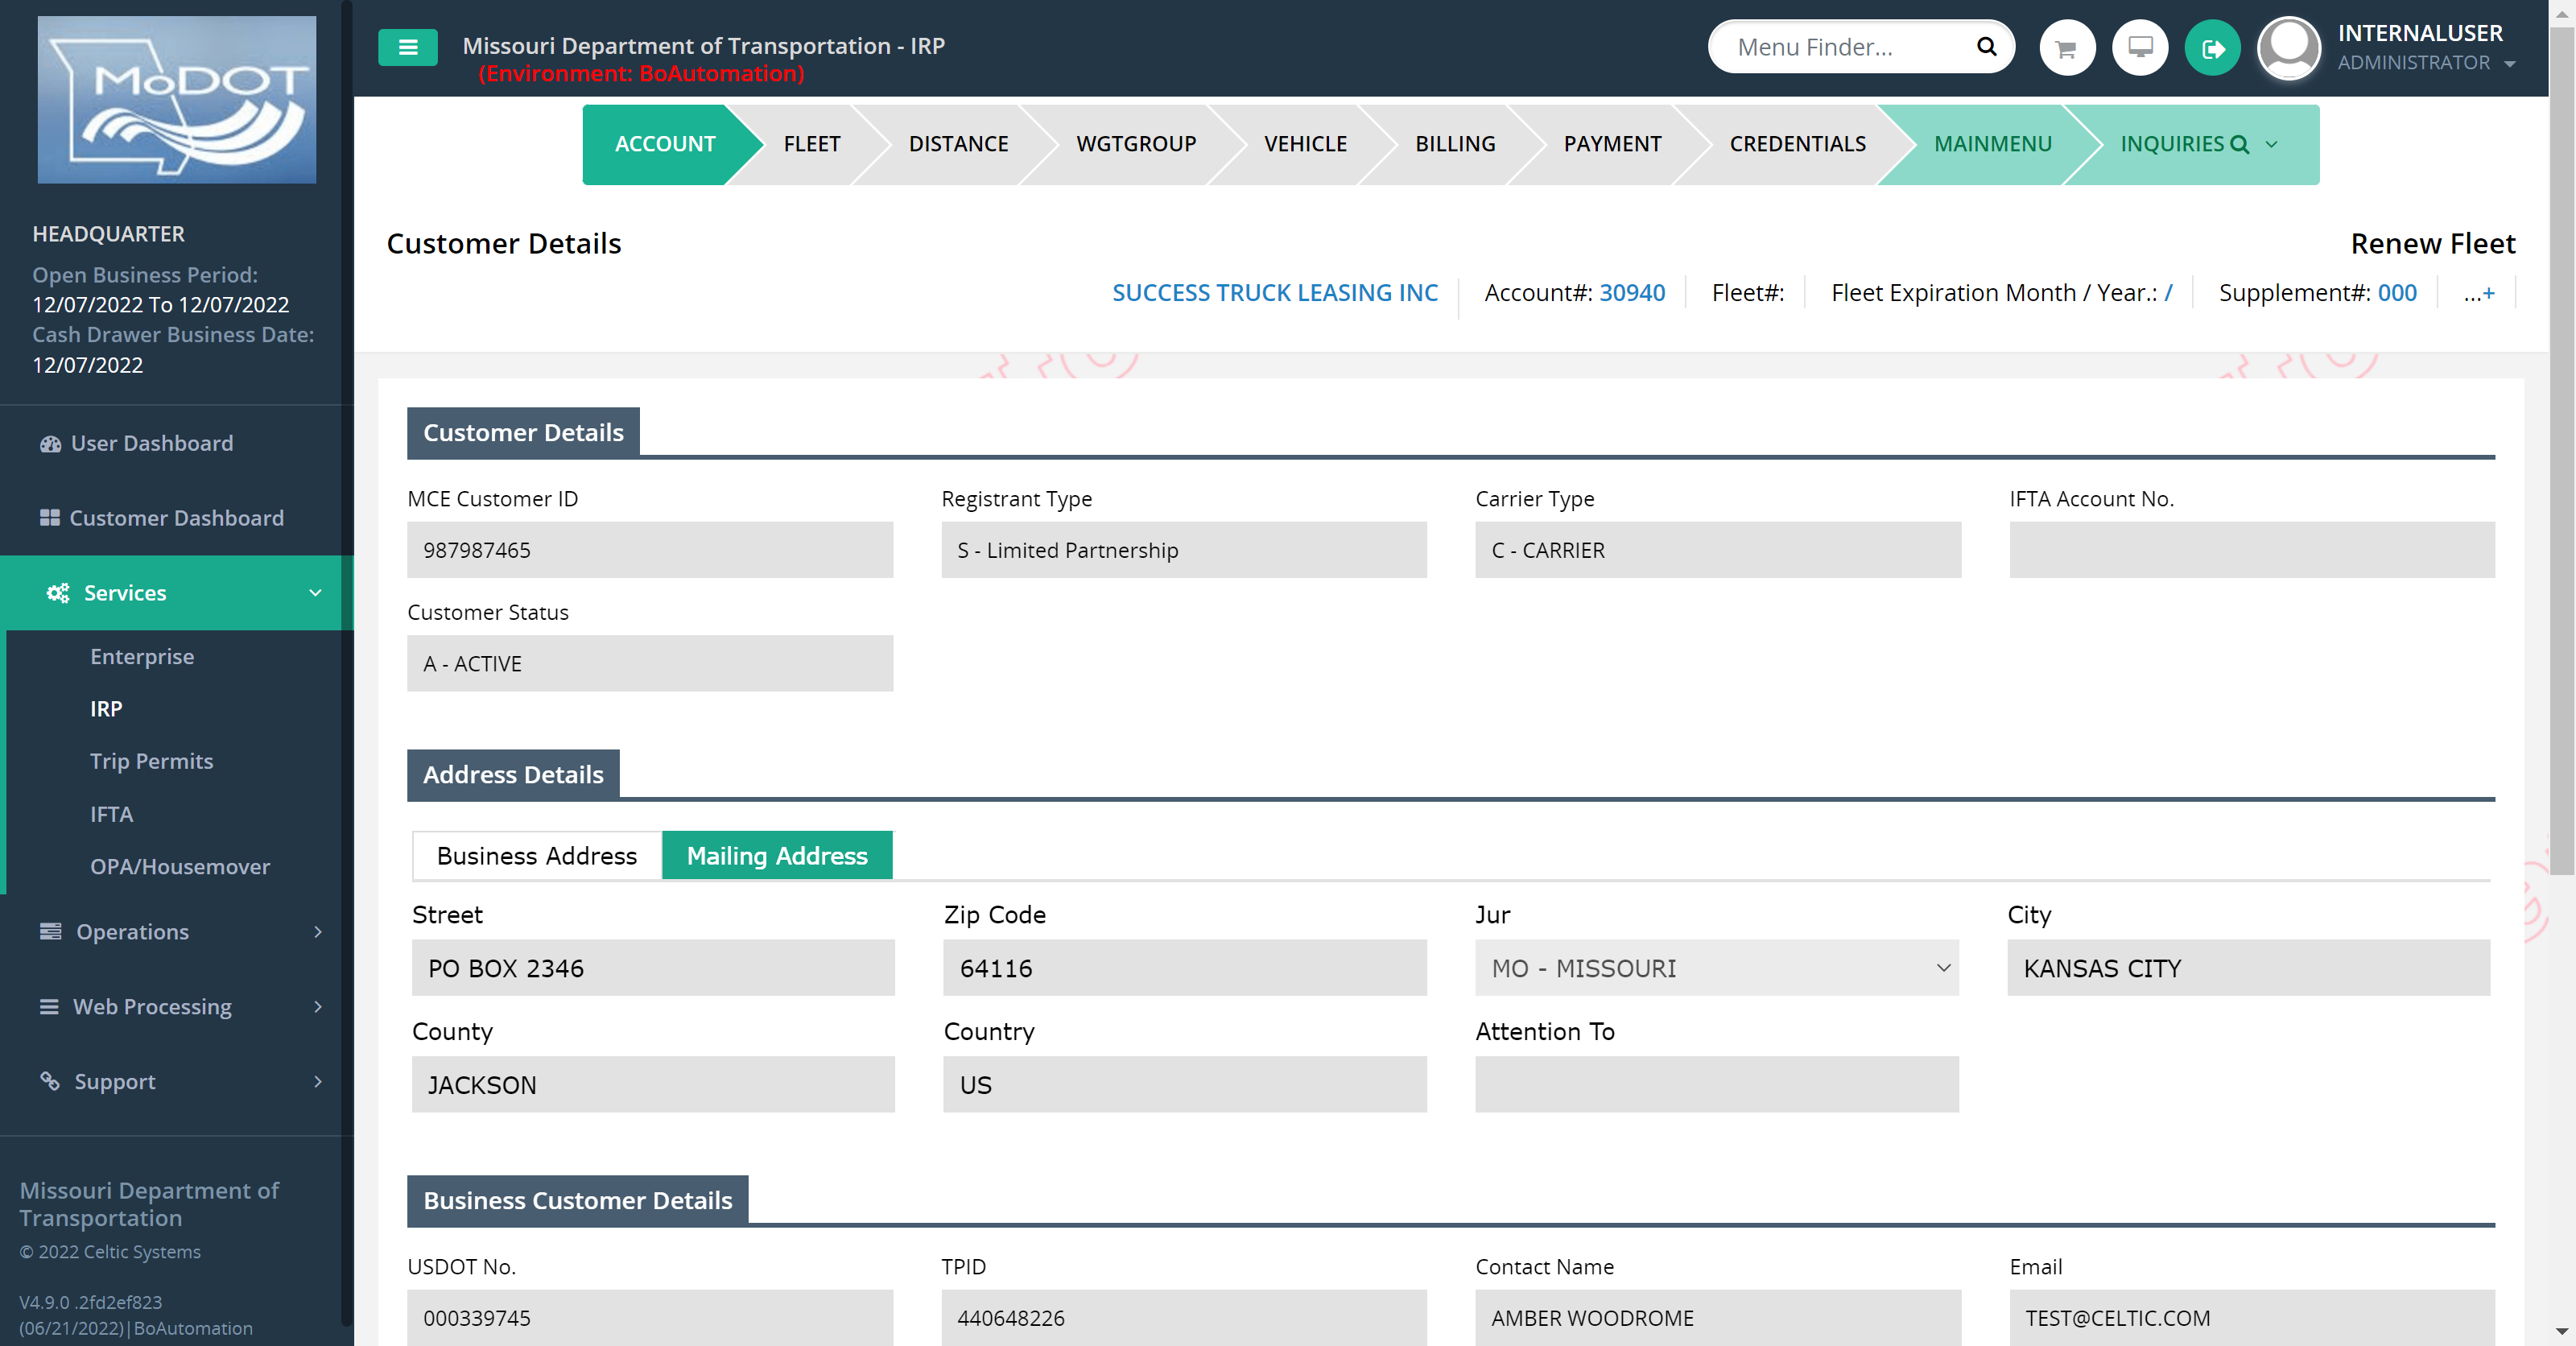 MoDOT
HEADQUARTER
Open Business Period:
12/07/2022 To 12/07/2022
Cash Drawer Business Date:
12/07/2022
User Dashboard
Customer Dashboard
Services
Enterprise
IRP
Trip Permits
IFTA
OPA/Housemover
Operations
Web Processing
Support
Missouri Department of
Transportation
© 2022 Celtic Systems
V4.9.0 .2fd2ef823
(06/21/2022)|BoAutomation
Missouri Department of Transportation - IRP
(Environment: BoAutomation)
Menu Finder...
INTERNALUSER
ADMINISTRATOR
ACCOUNT FLEET DISTANCE WGTGROUP VEHICLE BILLING PAYMENT CREDENTIALS MAINMENU INQUIRIES
Customer Details Renew Fleet
SUCCESS TRUCK LEASING INC Account#: 30940 Fleet#: Fleet Expiration Month / Year.: / Supplement#: 000 ...+
Customer Details
MCE Customer ID Registrant Type Carrier Type IFTA Account No.
987987465 S - Limited Partnership C - CARRIER
Customer Status
A - ACTIVE
Address Details
Business Address Mailing Address
Street Zip Code Jur City
PO BOX 2346 64116 MO - MISSOURI KANSAS CITY
County Country Attention To
JACKSON US
Business Customer Details
USDOT No. TPID Contact Name Email
000339745 440648226 AMBER WOODROME TEST@CELTIC.COM